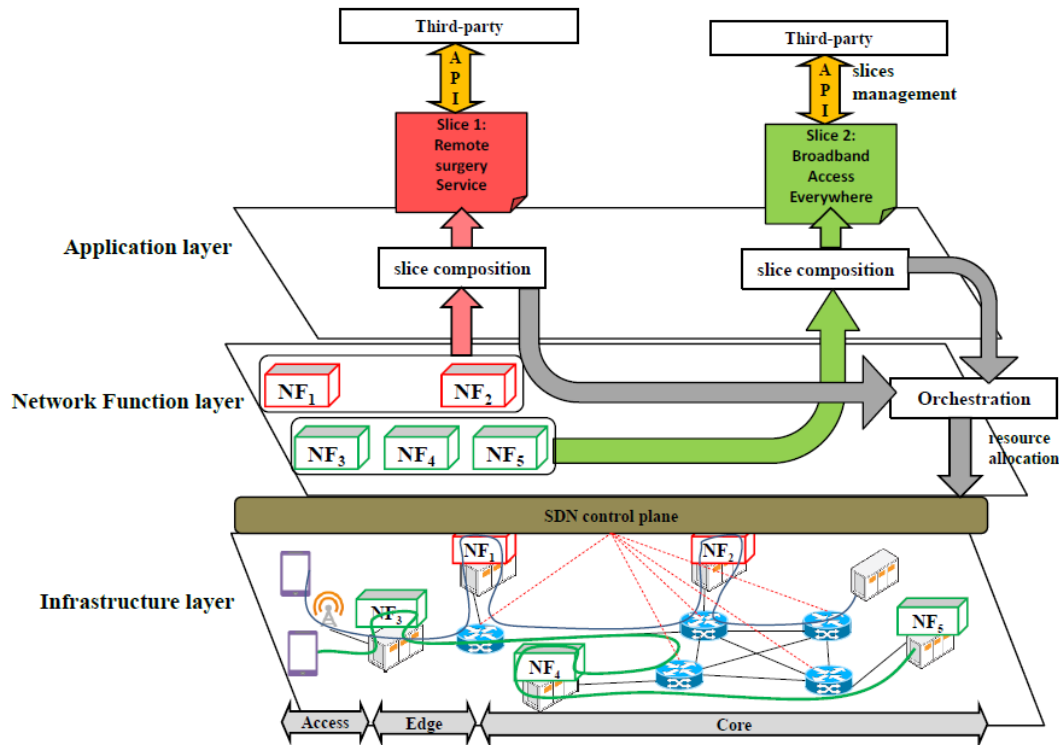 Third-party
Third-party
A
P
I
A
P
I
slices
management
Slice 1:
Remote
surgery
Service
Slice 2:
Broadband
Access
Everywhere
Application layer
slice composition
slice composition
NF1
NF2
Network Function layer
Orchestration
NF3
NF4
NF5
resource
allocation
SDN control plane
NF1
NF2
Infrastructure layer
NF3
NF5
NF4
Access
Edge
Core